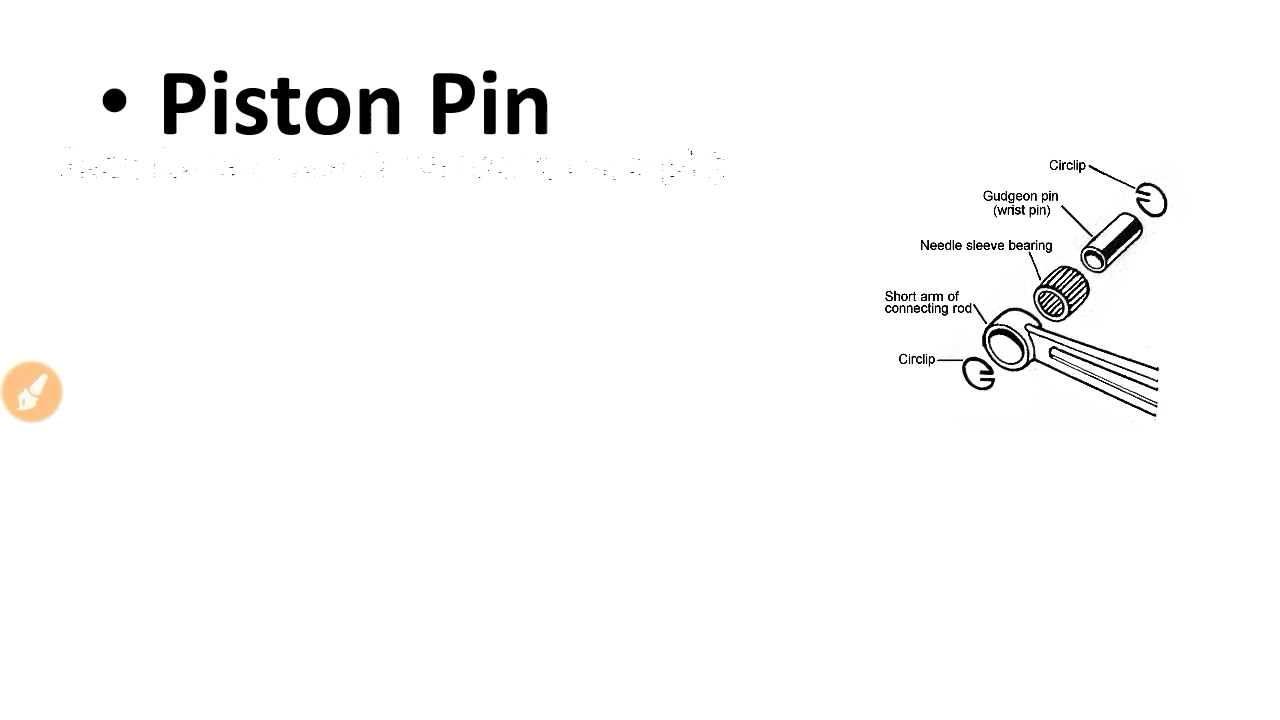 • Piston Pin
Circlip
Gudgeon pin
(wrist pin)
Needle sleeve bearing
Short arm of
connecting rod
Circlip